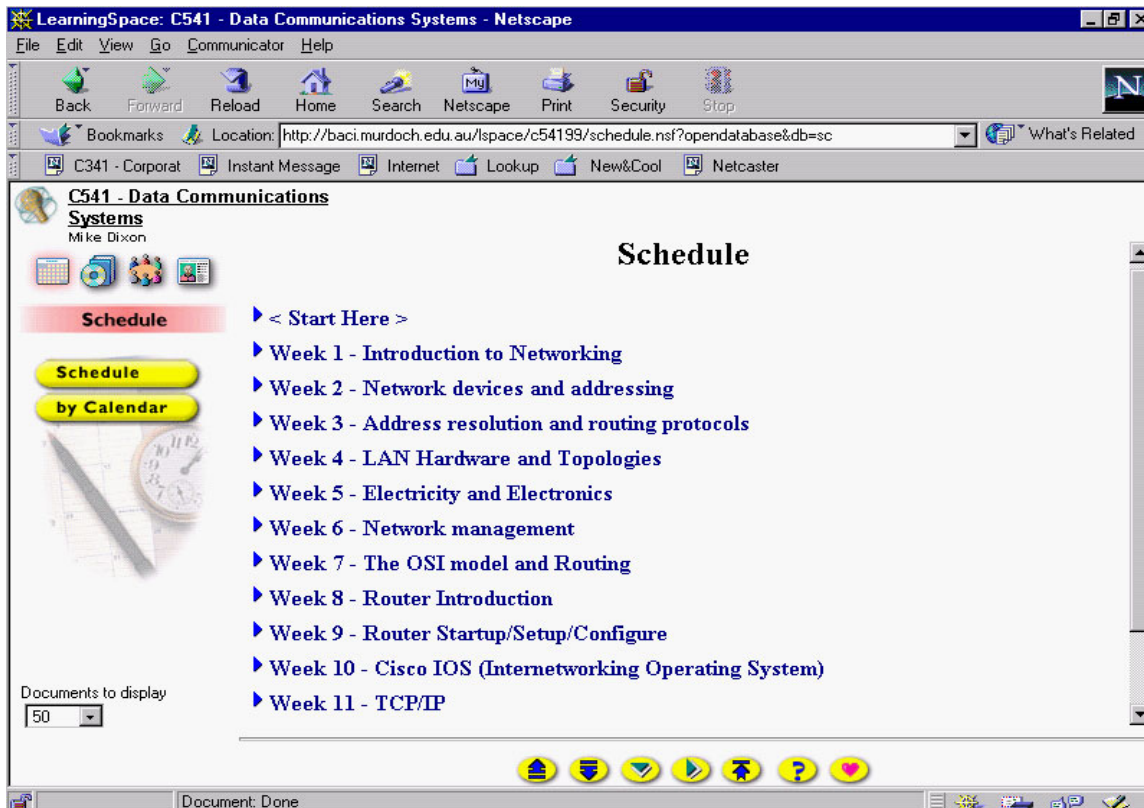 LearningSpace: C541 - Data Communications Systems - Netscape
File Edit View Go Communicator Help
Back Forward Reload Home Search Netscape Print Security Stop
My
N
Bookmarks Location: http://baci.murdoch.edu.au/lspace/c54199/schedule.nsf?opendatabase&db=sc What's Related
C341 - Corporat Instant Message Internet Lookup New&Cool Netcaster
C541 - Data Communications
Systems
Mike Dixon
Schedule
Schedule
Schedule
by Calendar
< Start Here >
Week 1 - Introduction to Networking
Week 2 - Network devices and addressing
Week 3 - Address resolution and routing protocols
Week 4 - LAN Hardware and Topologies
Week 5 - Electricity and Electronics
Week 6 - Network management
Week 7 - The OSI model and Routing
Week 8 - Router Introduction
Week 9 - Router Startup/Setup/Configure
Week 10 - Cisco IOS (Internetworking Operating System)
Week 11 - TCP/IP
Documents to display
50
?
Document: Done